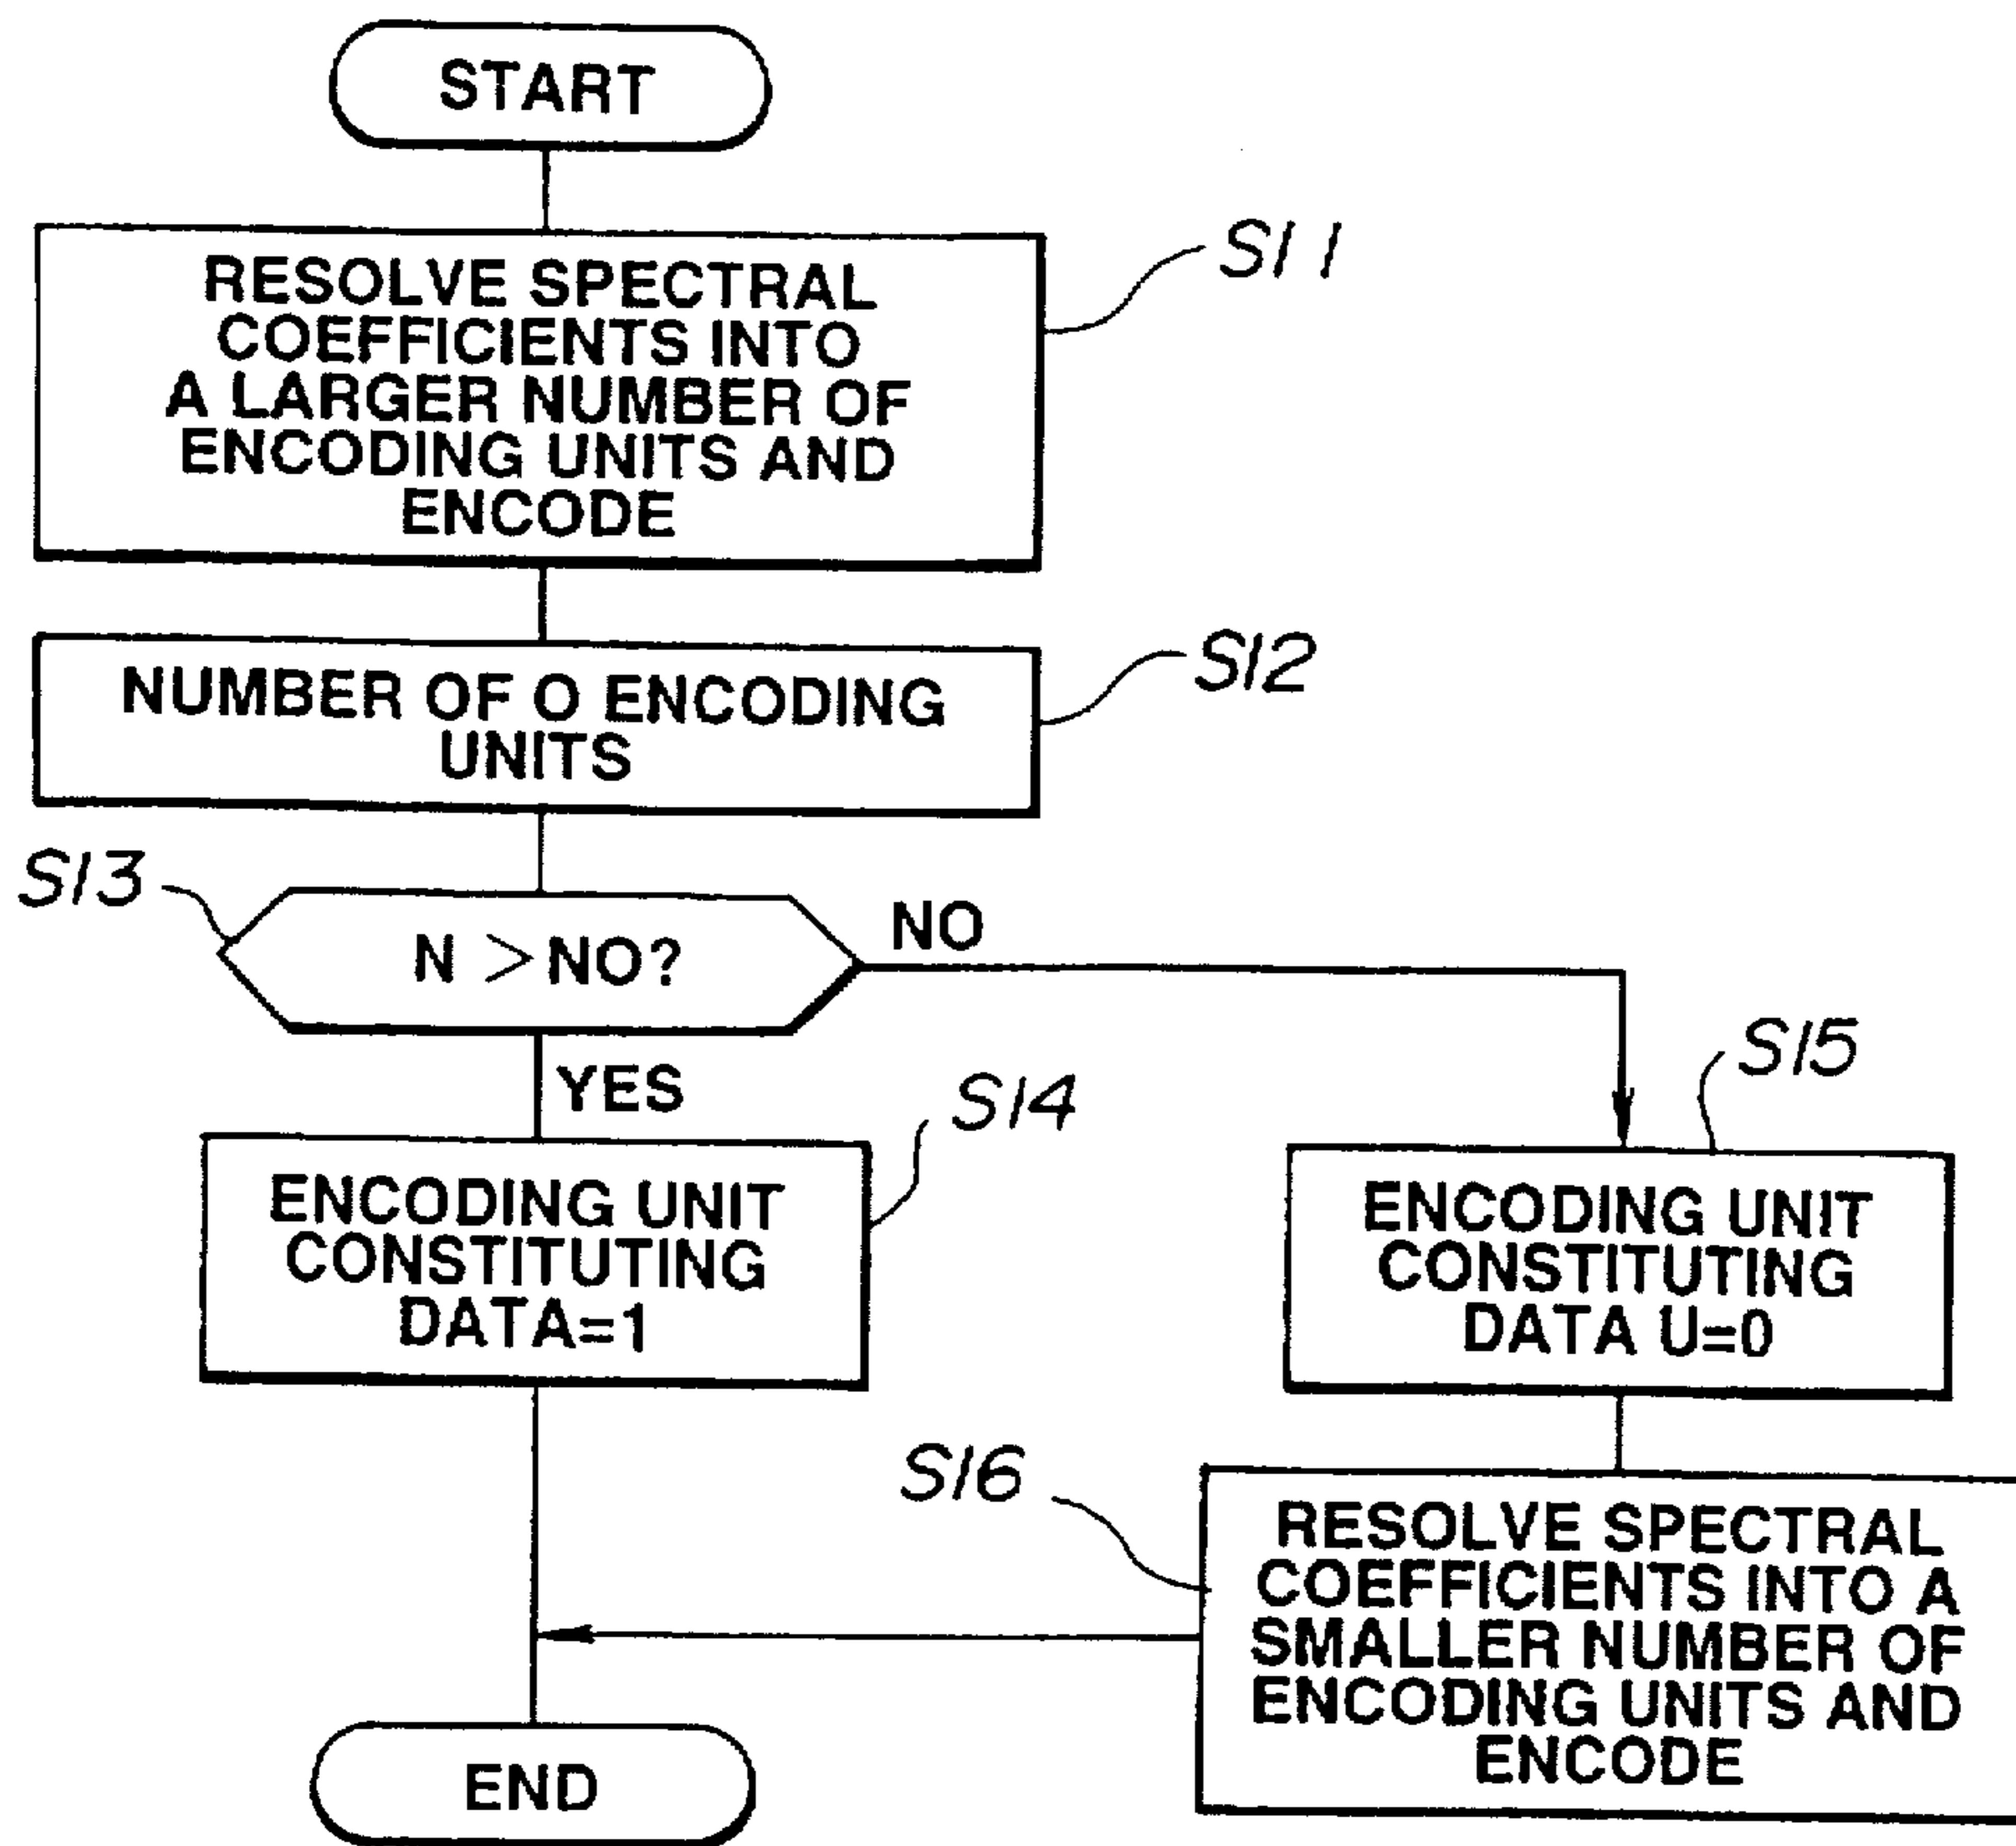 START
RESOLVE SPECTRAL
COEFFICIENTS INTO
A LARGER NUMBER OF
ENCODING UNITS AND
ENCODE
S11
NUMBER OF O ENCODING
UNITS
S12
S13
N > NO?
NO
YES
S14
ENCODING UNIT
CONSTITUTING
DATA=1
S15
ENCODING UNIT
CONSTITUTING
DATA U=0
S16
RESOLVE SPECTRAL
COEFFICIENTS INTO A
SMALLER NUMBER OF
ENCODING UNITS AND
ENCODE
END